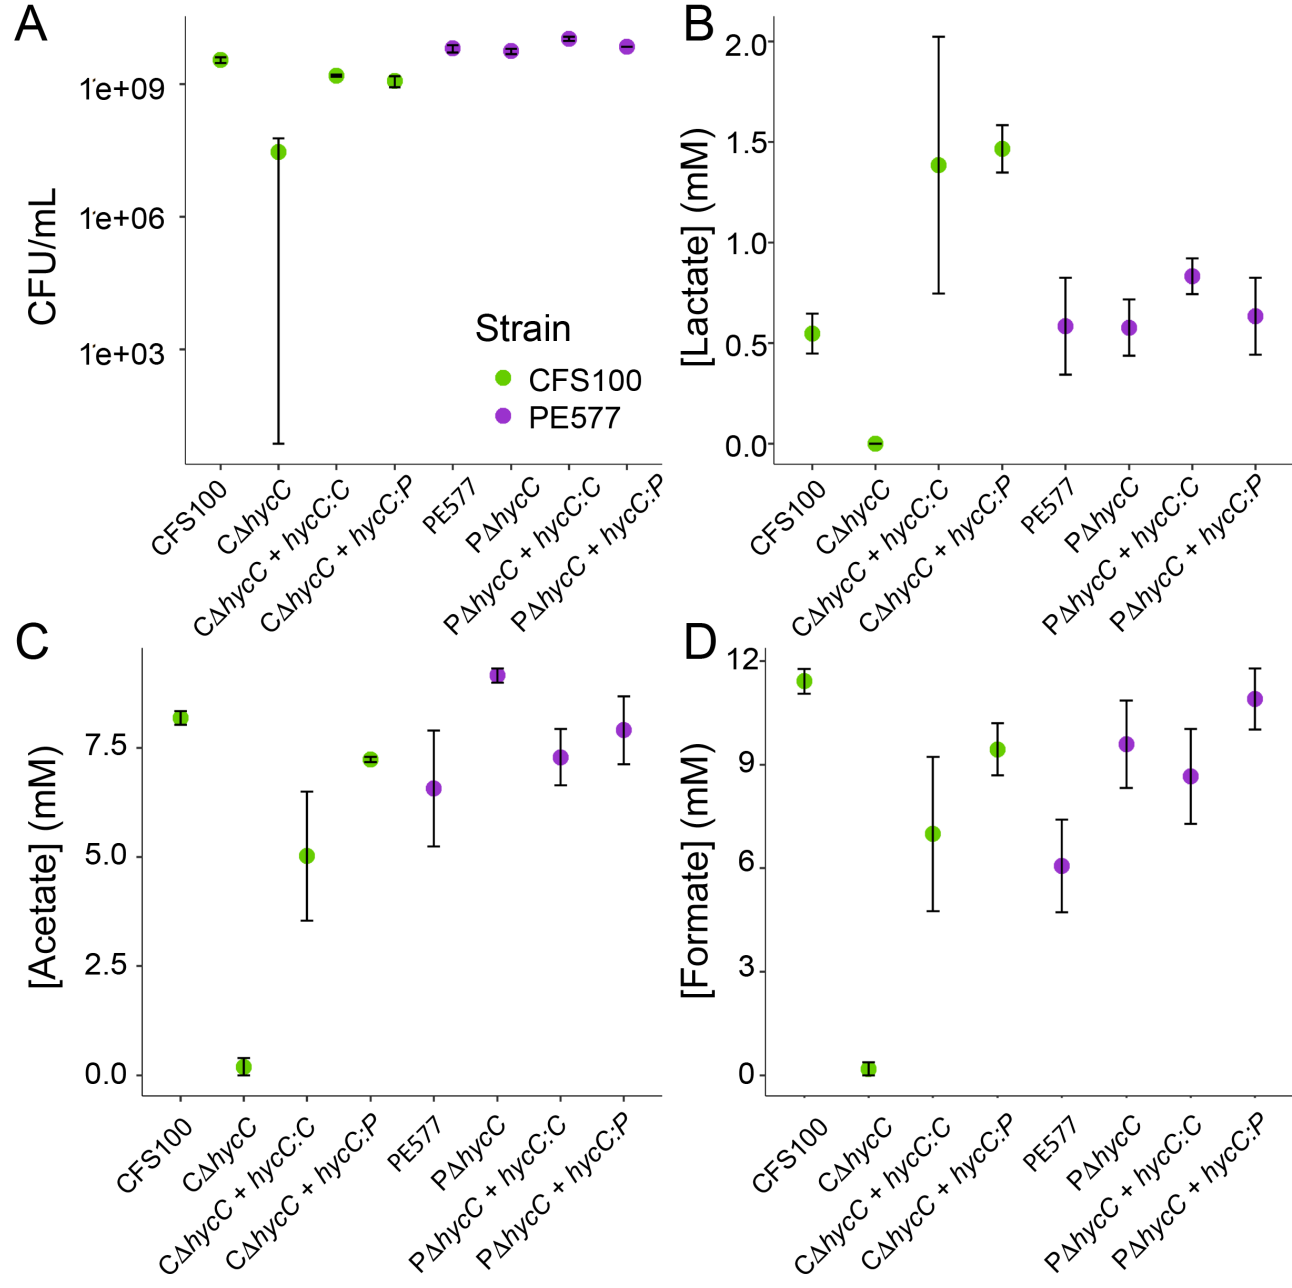 A
CFU/mL
1e+09
1e+06
1e+03
Strain
CFS100
PE577
CFS100
CΔhycC
CΔhycC + hycC:C
CΔhycC + hycC:P
PE577
PΔhycC
PΔhycC + hycC:C
PΔhycC + hycC:P
B
[Lactate] (mM)
2.0
1.5
1.0
0.5
0.0
CFS100
CΔhycC
CΔhycC + hycC:C
CΔhycC + hycC:P
PE577
PΔhycC
PΔhycC + hycC:C
PΔhycC + hycC:P
C
[Acetate] (mM)
7.5
5.0
2.5
0.0
CFS100
CΔhycC
CΔhycC + hycC:C
CΔhycC + hycC:P
PE577
PΔhycC
PΔhycC + hycC:C
PΔhycC + hycC:P
D
[Formate] (mM)
12
9
6
3
0
CFS100
CΔhycC
CΔhycC + hycC:C
CΔhycC + hycC:P
PE577
PΔhycC
PΔhycC + hycC:C
PΔhycC + hycC:P